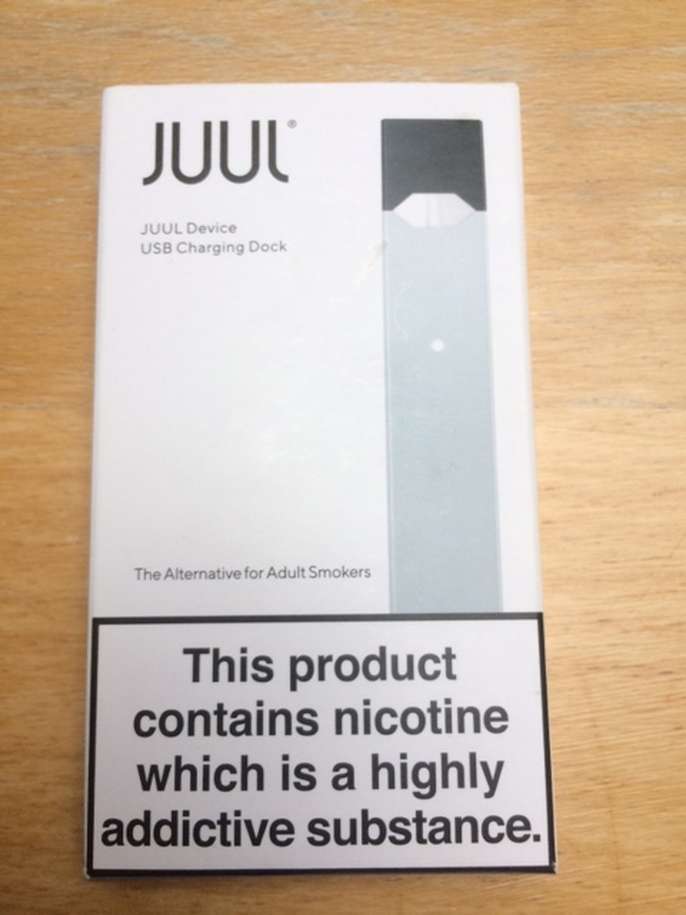 JUUL®
JUUL Device
USB Charging Dock
The Alternative for Adult Smokers
This product
contains nicotine
which is a highly
addictive substance.